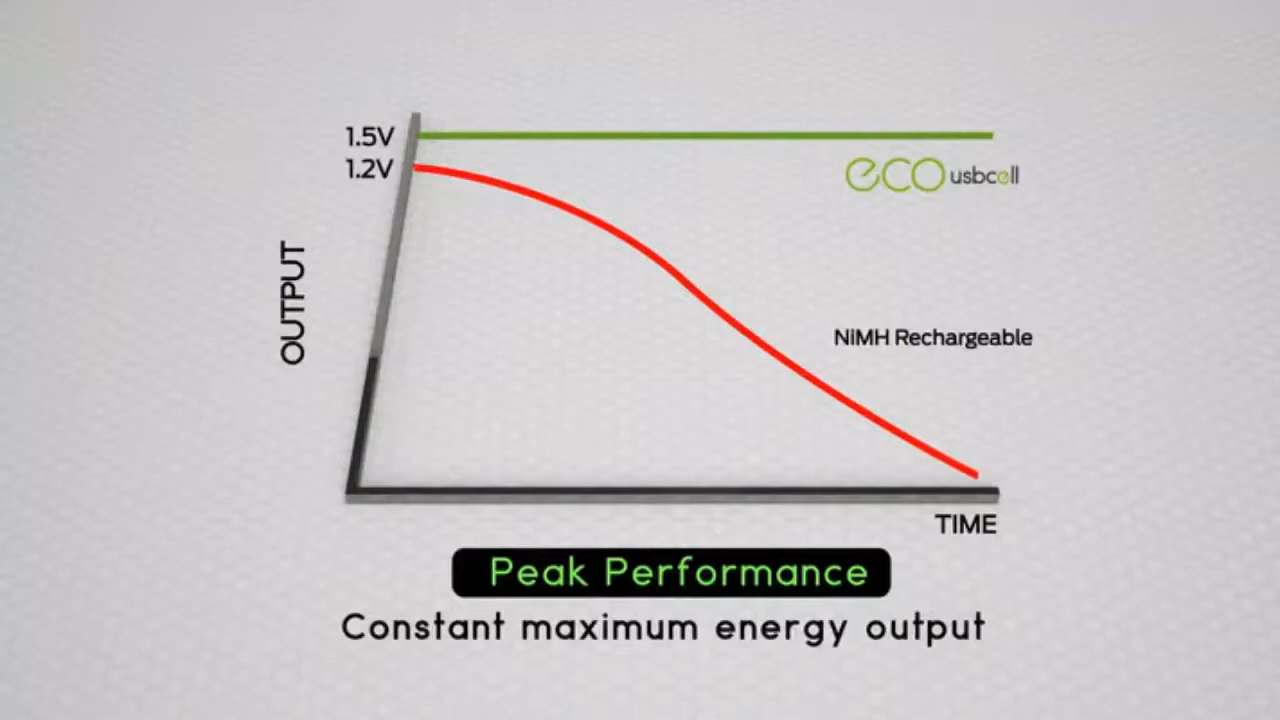 1.5V
1.2V
eco usbcell
OUTPUT
NiMH Rechargeable
TIME
Peak Performance
Constant maximum energy output